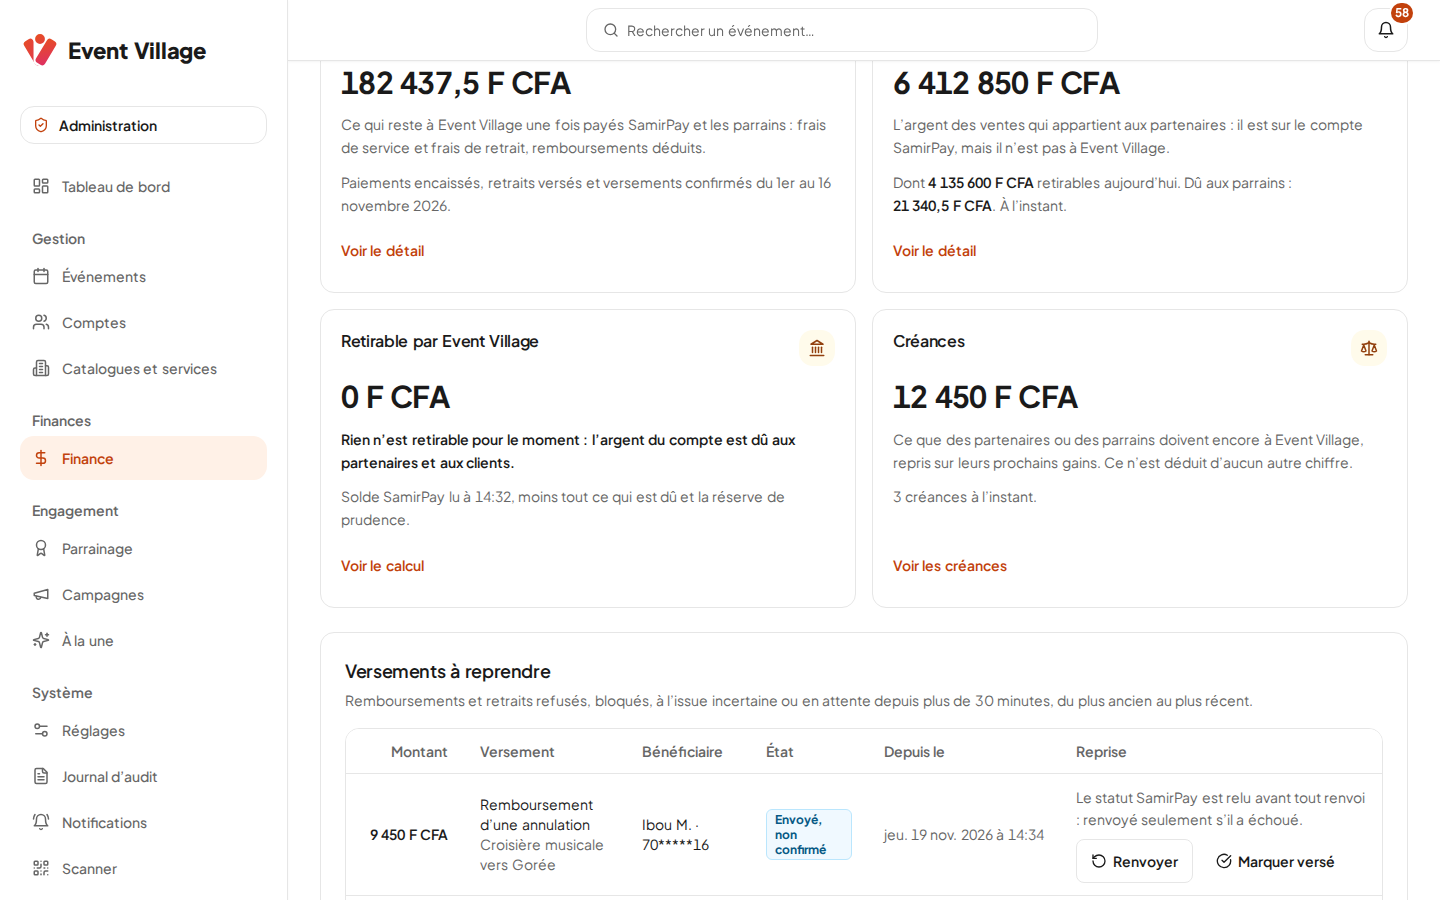 Event Village
Rechercher un événement…
58
Administration
Tableau de bord
Gestion
Événements
Comptes
Catalogues et services
Finances
Finance
Engagement
Parrainage
Campagnes
À la une
Système
Réglages
Journal d’audit
Notifications
Scanner
182 437,5 F CFA
Ce qui reste à Event Village une fois payés SamirPay et les parrains : frais
de service et frais de retrait, remboursements déduits.
Paiements encaissés, retraits versés et versements confirmés du 1er au 16
novembre 2026.
Voir le détail
6 412 850 F CFA
L’argent des ventes qui appartient aux partenaires : il est sur le compte
SamirPay, mais il n’est pas à Event Village.
Dont 4 135 600 F CFA retirables aujourd’hui. Dû aux parrains :
21 340,5 F CFA. À l’instant.
Voir le détail
Retirable par Event Village
0 F CFA
Rien n’est retirable pour le moment : l’argent du compte est dû aux
partenaires et aux clients.
Solde SamirPay lu à 14:32, moins tout ce qui est dû et la réserve de
prudence.
Voir le calcul
Créances
12 450 F CFA
Ce que des partenaires ou des parrains doivent encore à Event Village,
repris sur leurs prochains gains. Ce n’est déduit d’aucun autre chiffre.
3 créances à l’instant.
Voir les créances
Versements à reprendre
Remboursements et retraits refusés, bloqués, à l’issue incertaine ou en attente depuis plus de 30 minutes, du plus ancien au plus récent.
Montant Versement Bénéficiaire État Depuis le Reprise
9 450 F CFA
Remboursement
d’une annulation
Croisière musicale
vers Gorée
Ibou M. ·
70*****16
Envoyé,
non
confirmé
jeu. 19 nov. 2026 à 14:34
Le statut SamirPay est relu avant tout renvoi
: renvoyé seulement s’il a échoué.
Renvoyer Marquer versé